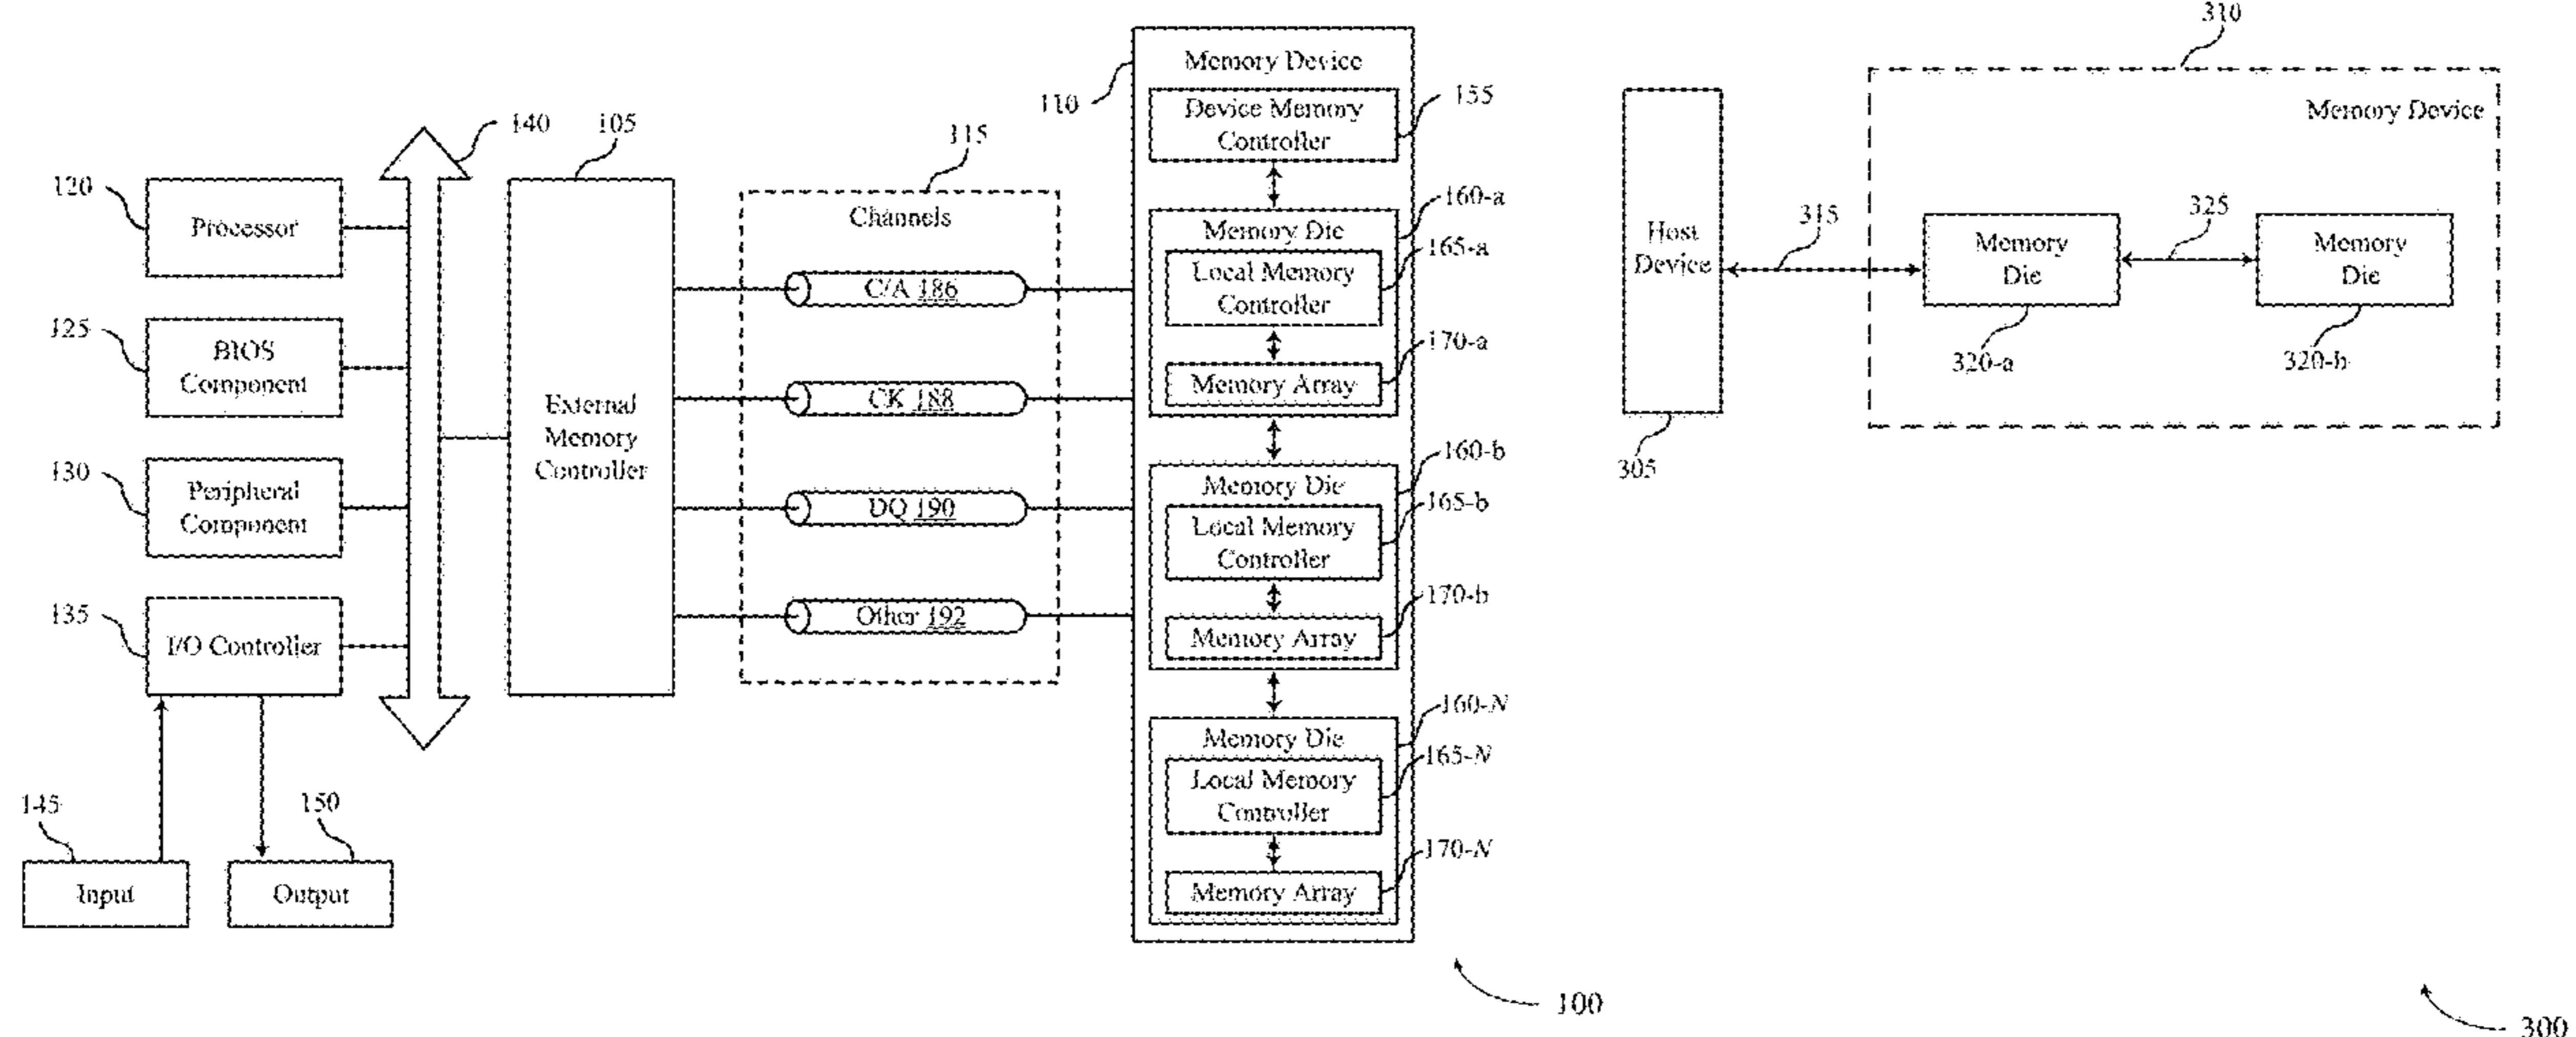 140
120
Processor
125
BIOS
Component
130
Peripheral
Component
135
I/O Controller
145
Input
150
Output
105
External
Memory
Controller
115
Channels
C/A 186
CK 188
DQ 190
Other 192
110
Memory Device
Device Memory
Controller
155
160-a
Memory Die
165-a
Local Memory
Controller
170-a
Memory Array
160-b
Memory Die
165-b
Local Memory
Controller
170-b
Memory Array
160-N
Memory Die
165-N
Local Memory
Controller
170-N
Memory Array
100
310
Memory Device
Host
Device
305
315
Memory
Die
320-a
325
Memory
Die
320-b
300